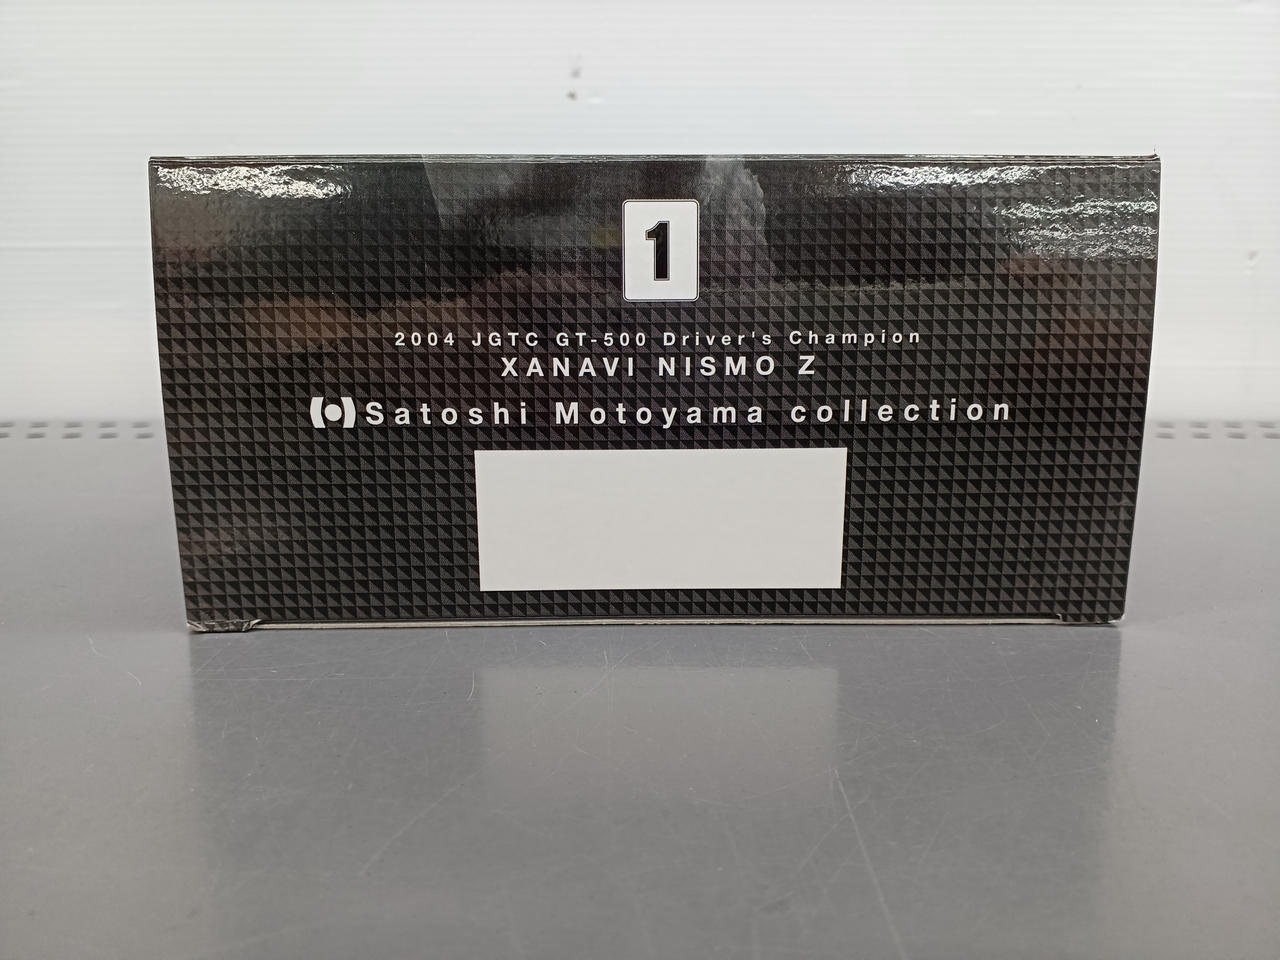 1
2004 JGTC GT-500 Driver's Champion
XANAVI NISMO Z
Satoshi Motoyama collection